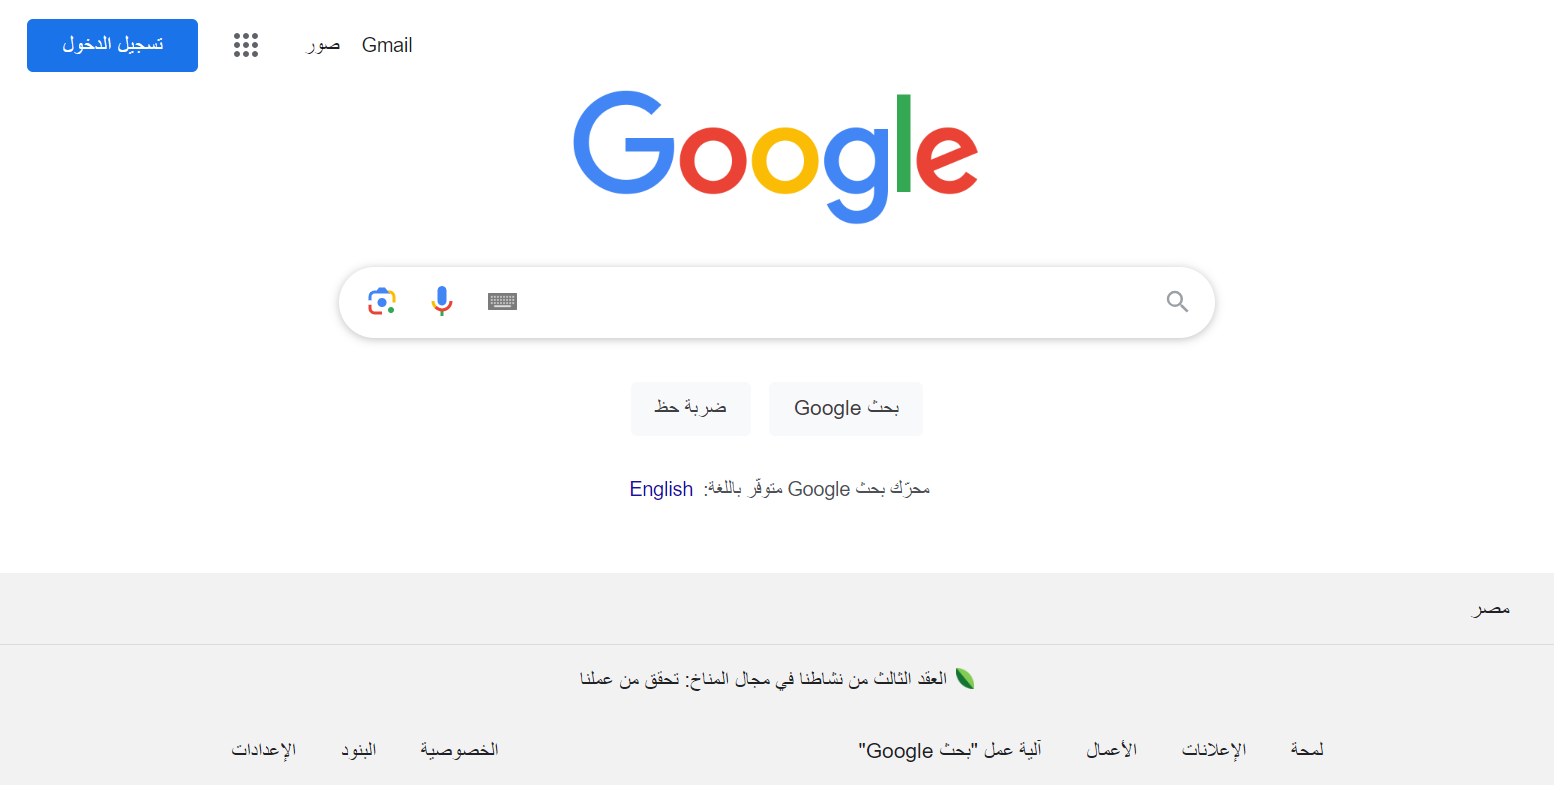 Gmail صور تسجيل الدخول
Google
بحث Google ضربة حظ
محرّك بحث Google متوفّر باللغة: English
مصر
العقد الثالث من نشاطنا في مجال المناخ: تحقق من عملنا
لمحة الإعلانات الأعمال آلية عمل "بحث Google" الخصوصية البنود الإعدادات